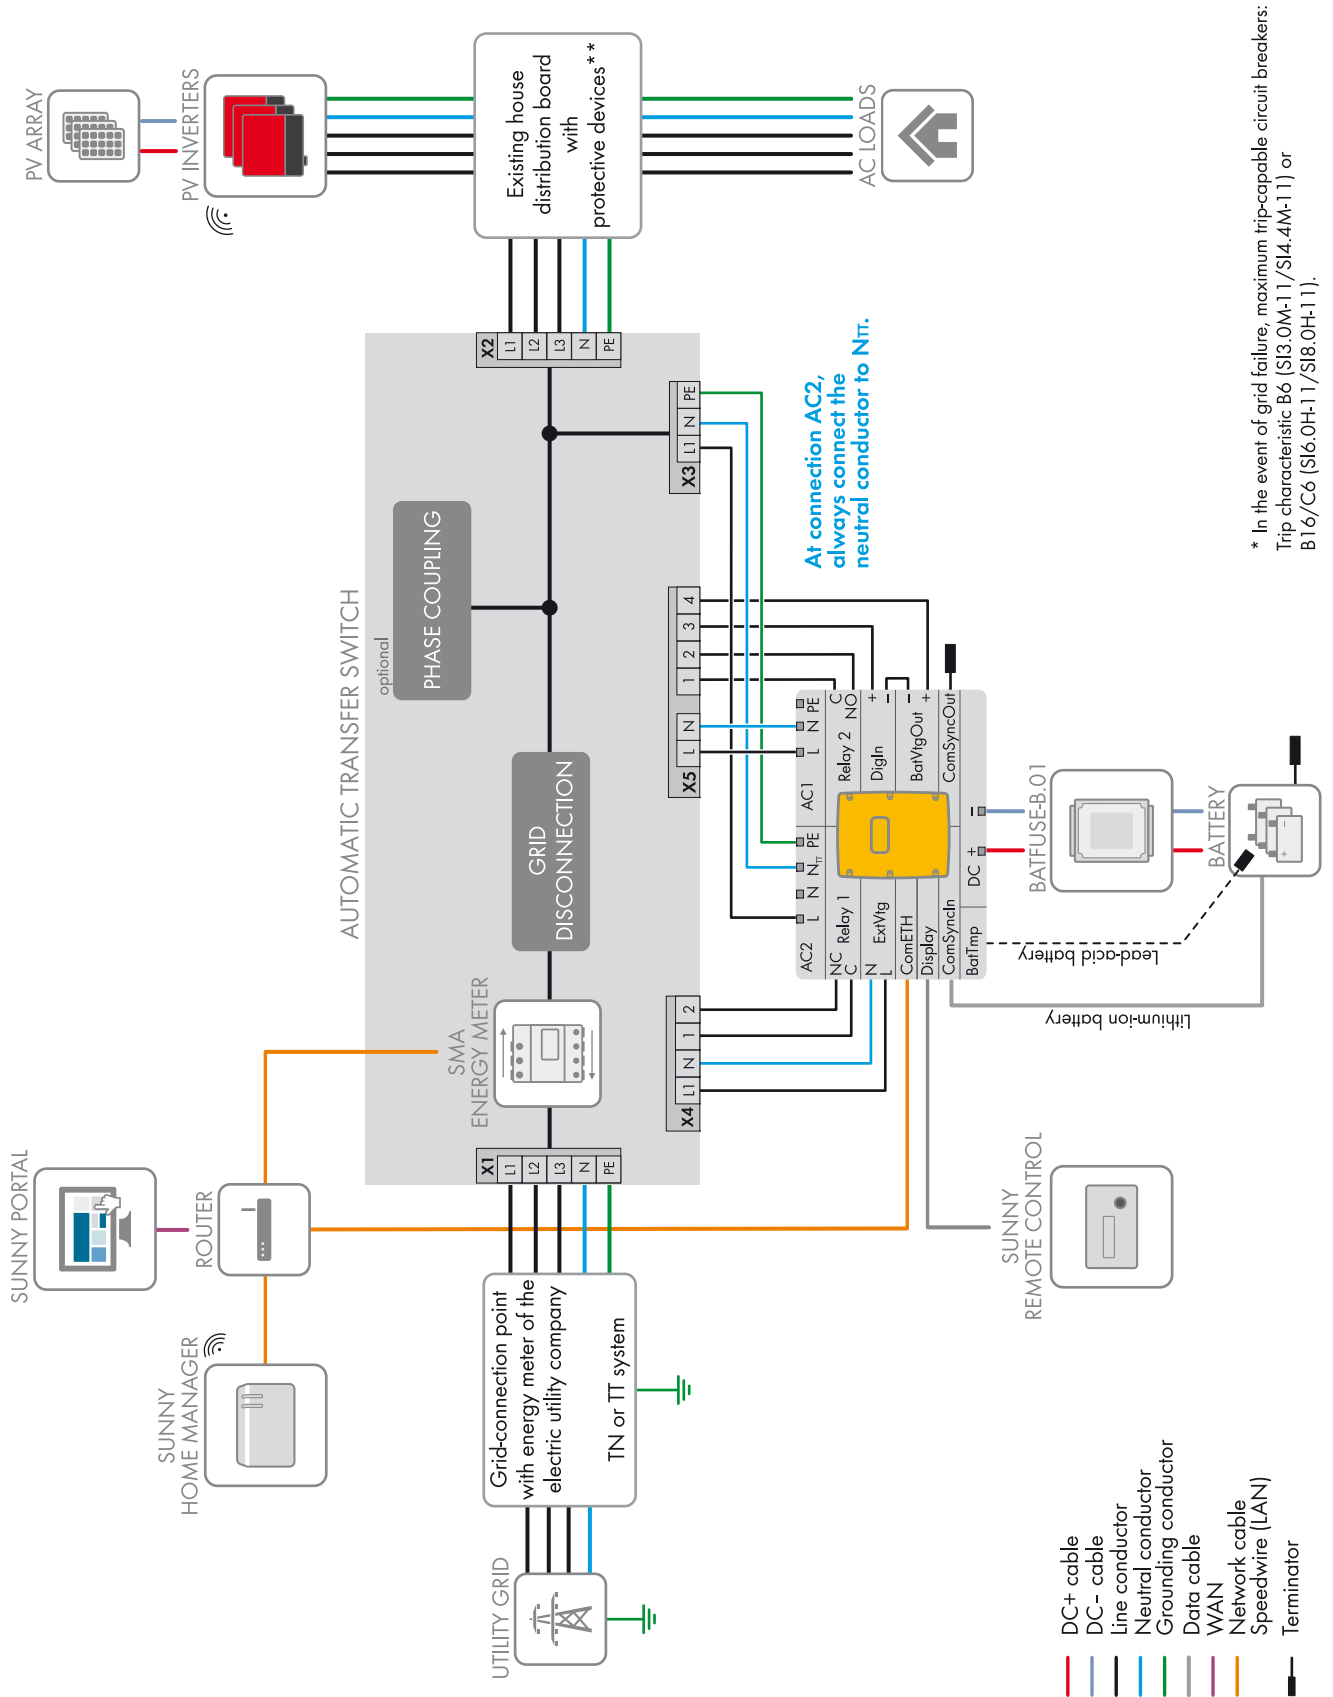 SUNNY PORTAL
SUNNY
HOME MANAGER
ROUTER
PV ARRAY
PV INVERTERS
UTILITY GRID
Grid-connection point
with energy meter of the
electric utility company
TN or TT system
AUTOMATIC TRANSFER SWITCH
X1
L1
L2
L3
N
PE
SMA
ENERGY METER
GRID
DISCONNECTION
optional
PHASE COUPLING
X2
L1
L2
L3
N
PE
Existing house
distribution board
with
protective devices**
AC LOADS
X4
L1
N
1
2
X5
L
N
1
2
3
4
X3
L1
N
PE
At connection AC2,
always connect the
neutral conductor to NTT.
AC2
L
N
NTT
PE
AC1
L
N
PE
Relay 1
NC
C
Relay 2
C
NO
ExtVtg
N
L
DigIn
+
−
ComETH
BatVtgOut
−
+
Display
ComSyncIn
ComSyncOut
BatTmp
DC
+
−
Lead-acid battery
Lithium-ion battery
SUNNY
REMOTE CONTROL
BATFUSE-B.01
BATTERY
+
−
DC+ cable
DC− cable
Line conductor
Neutral conductor
Grounding conductor
Data cable
WAN
Network cable
Speedwire (LAN)
Terminator
* In the event of grid failure, maximum trip-capable circuit breakers:
Trip characteristic B6 (SI3.0M-11/SI4.4M-11) or
B16/C6 (SI6.0H-11/SI8.0H-11).